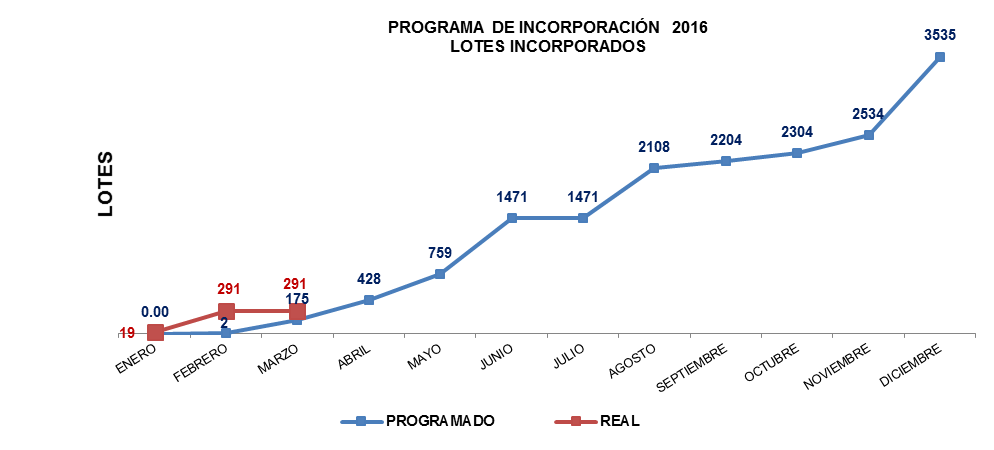 PROGRAMA DE INCORPORACIÓN 2016
LOTES INCORPORADOS
LOTES
3535
2534
2304
2204
2108
1471
1471
759
428
291
291
175
0.00
2
19
ENERO
FEBRERO
MARZO
ABRIL
MAYO
JUNIO
JULIO
AGOSTO
SEPTIEMBRE
OCTUBRE
NOVIEMBRE
DICIEMBRE
PROGRAMADO
REAL